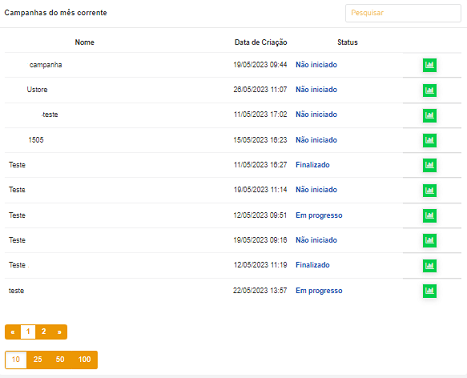 Campanhas do mês corrente
Pesquisar
Nome Data de Criação Status
campanha 19/05/2023 09:44 Não iniciado
Ustore 26/05/2023 11:07 Não iniciado
-teste 11/05/2023 17:02 Não iniciado
1505 15/05/2023 16:23 Não iniciado
Teste 11/05/2023 16:27 Finalizado
Teste 19/05/2023 11:14 Não iniciado
Teste 12/05/2023 09:51 Em progresso
Teste 19/05/2023 09:16 Não iniciado
Teste 12/05/2023 11:19 Finalizado
teste 22/05/2023 13:57 Em progresso
« 1 2 »
10 25 50 100